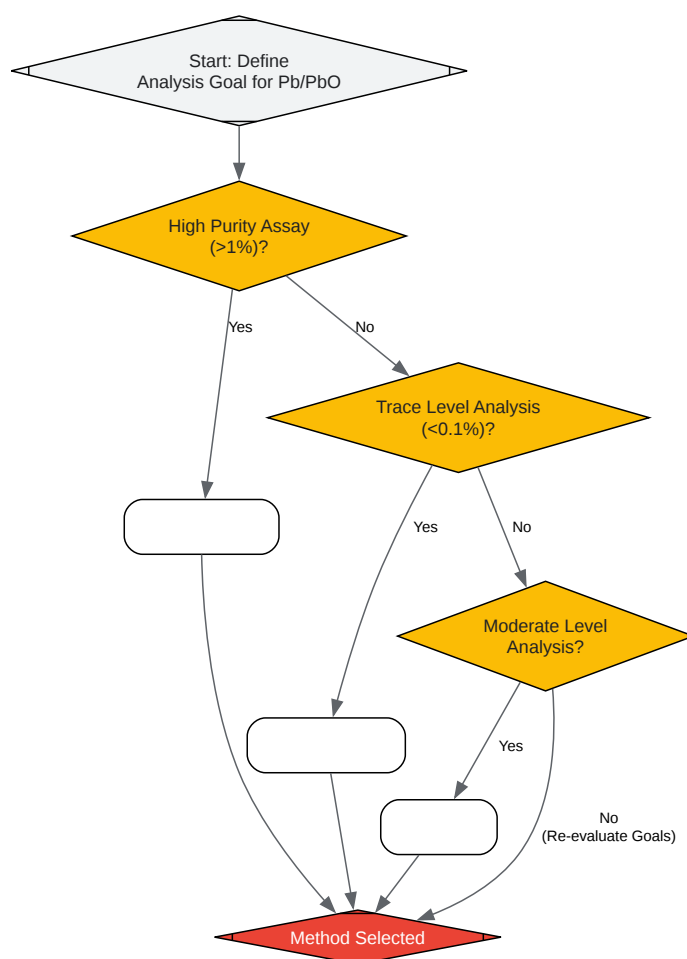 Start: Define
Analysis Goal for Pb/PbO
High Purity Assay
(>1%)?
Yes
No
Trace Level Analysis
(<0.1%)?
Yes
No
Moderate Level
Analysis?
Yes
No
(Re-evaluate Goals)
Method Selected